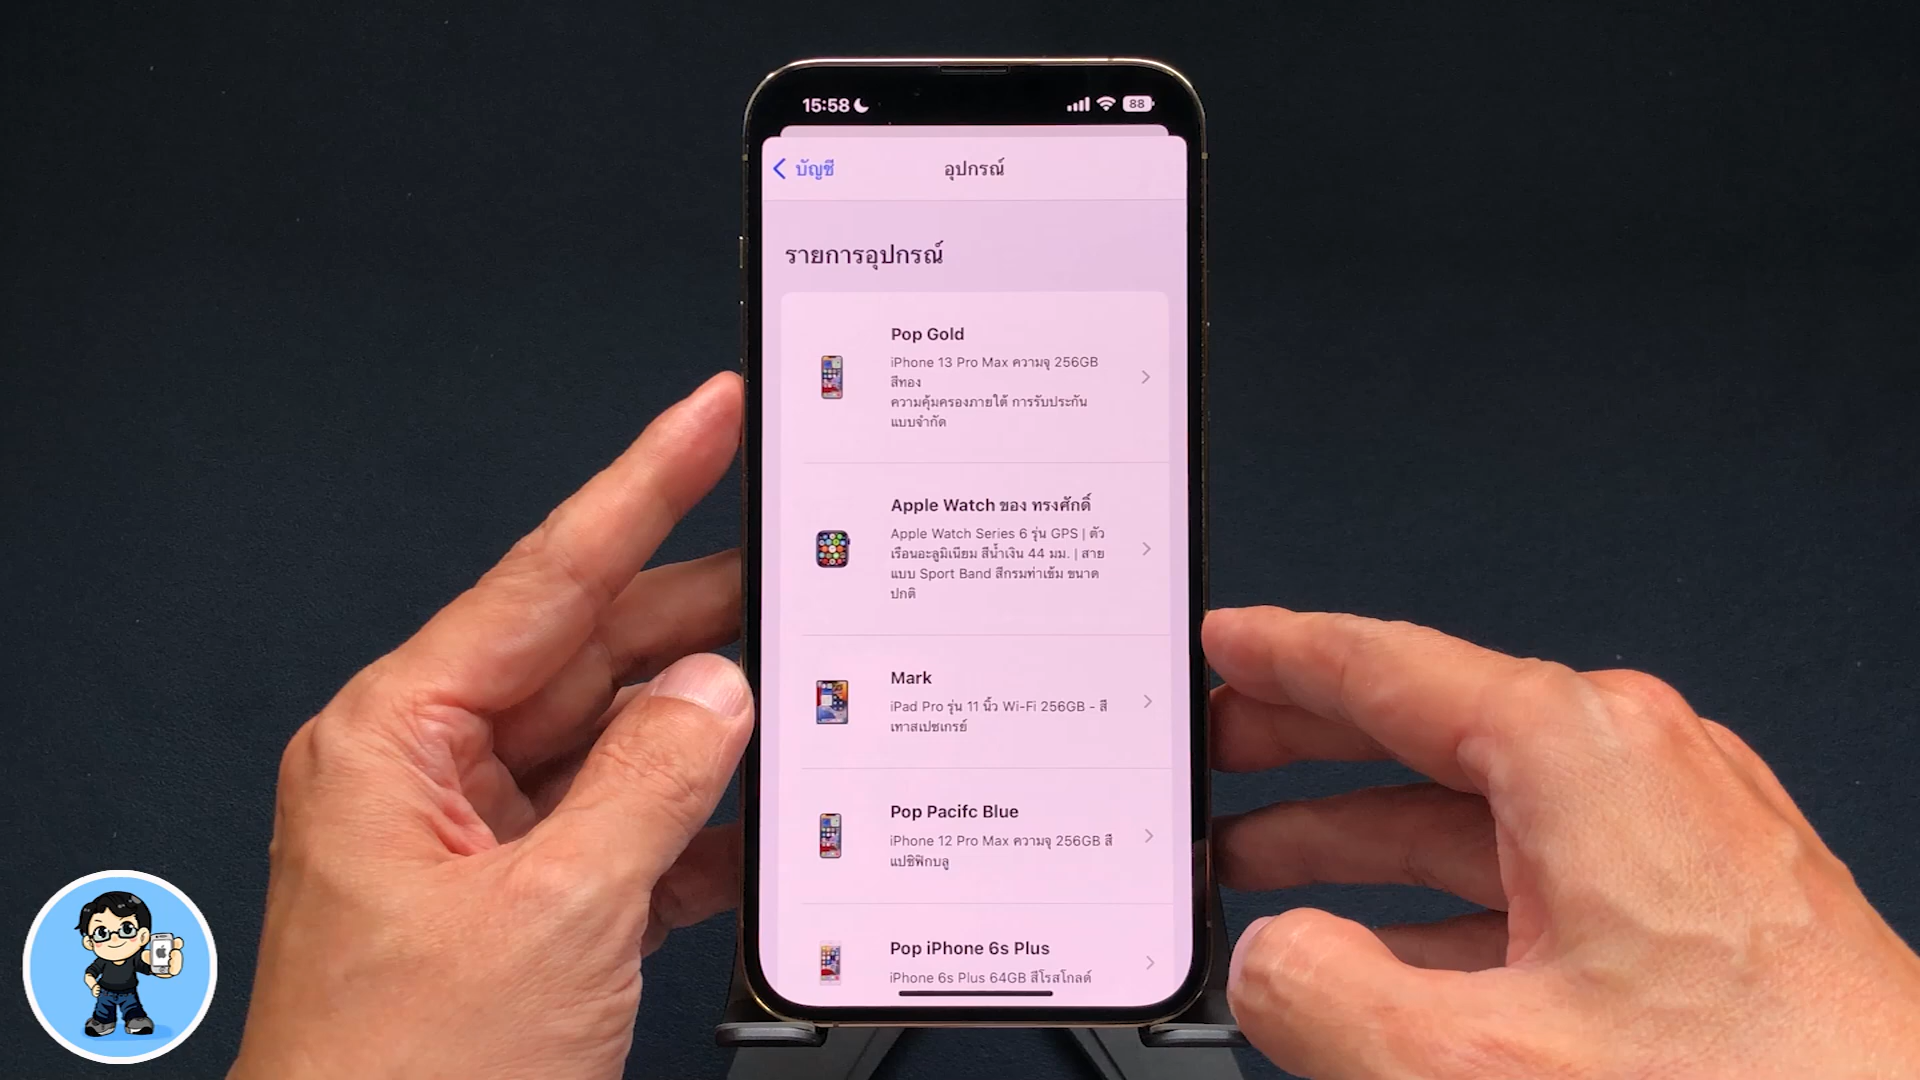 15:58
88
บัญชี
อุปกรณ์
รายการอุปกรณ์
Pop Gold
iPhone 13 Pro Max ความจุ 256GB
สีทอง
ความคุ้มครองภายใต้ การรับประกัน
แบบจำกัด
Apple Watch ของ ทรงศักดิ์
Apple Watch Series 6 รุ่น GPS | ตัว
เรือนอะลูมิเนียม สีน้ำเงิน 44 มม. | สาย
แบบ Sport Band สีกรมท่าเข้ม ขนาด
ปกติ
Mark
iPad Pro รุ่น 11 นิ้ว Wi-Fi 256GB - สี
เทาสเปซเกรย์
Pop Pacifc Blue
iPhone 12 Pro Max ความจุ 256GB สี
แปซิฟิกบลู
Pop iPhone 6s Plus
iPhone 6s Plus 64GB สีโรสโกลด์